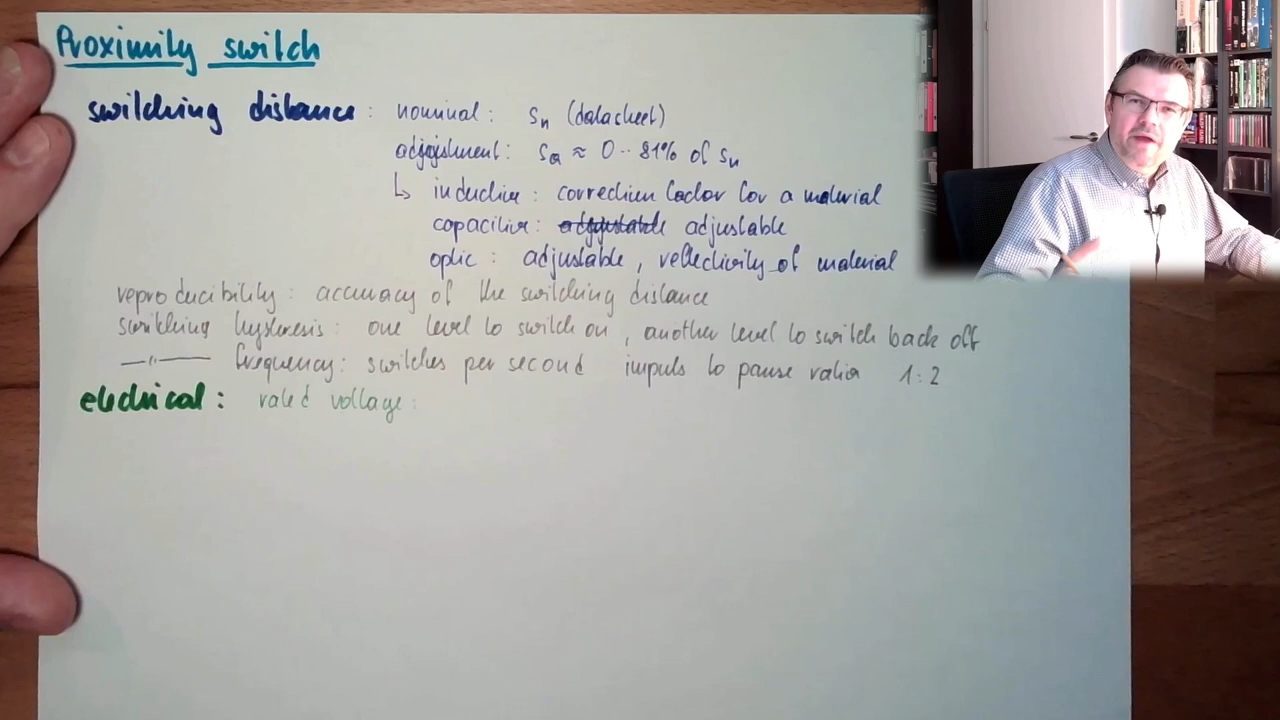 Proximity switch
switching distance: nominal: sn (datasheet)
adjustment: sa ≈ 0..81% of sn
↳ inductive: correction factor for a material
capacitive: adjustable adjustable
optic: adjustable, reflectivity of material
reproducibility: accuracy of the switching distance
switching hysteresis: one level to switch on, another level to switch back off
—"— frequency: switches per second impuls to pause ratio 1:2
electrical: rated voltage: